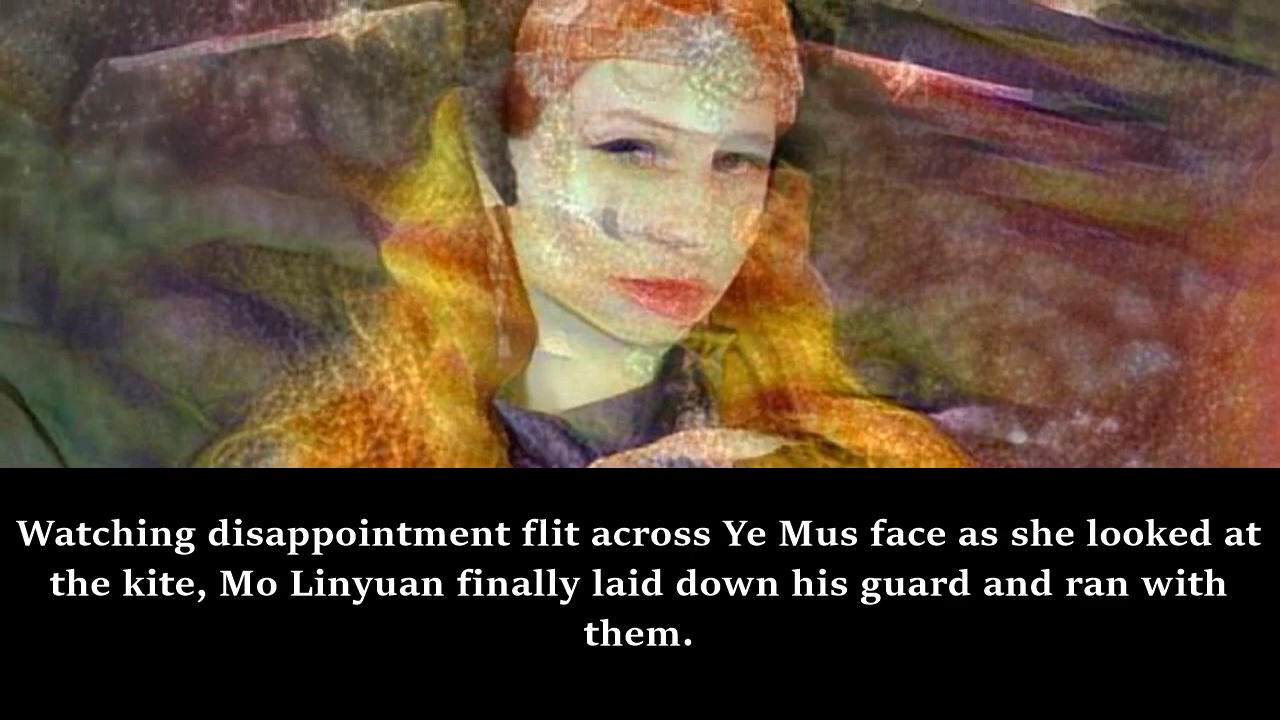 Watching disappointment flit across Ye Mus face as she looked at
the kite, Mo Linyuan finally laid down his guard and ran with
them.